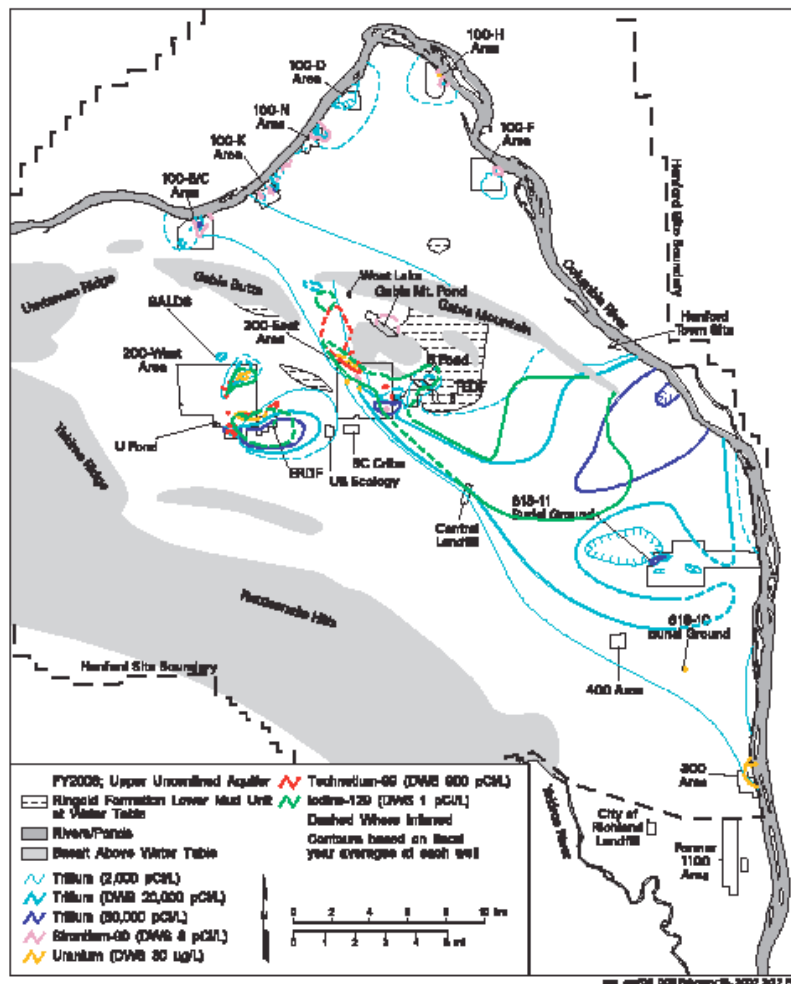 100-H
Area
100-D
Area
100-N
Area
100-K
Area
100-F
Area
100-B/C
Area
Hanford Site Boundary
Columbia River
Umtanum Ridge
Gable Butte
West Lake
Gable Mt. Pond
Gable Mountain
Hanford
Town Site
SALDS
200-East
Area
200-West
Area
B Pond
U Pond
ERDF
BC Cribs
US Ecology
Yakima Ridge
Central
Landfill
618-11
Burial Ground
Rattlesnake Hills
618-10
Burial Ground
400 Area
Hanford Site Boundary
300
Area
Yakima River
City of
Richland
Landfill
Former
1100
Area
Upper Unconfined Aquifer
Ringold Formation Lower Mud Unit
at Water Table
Rivers/Ponds
Basalt Above Water Table
Tritium (2,000 pCi/L)
Tritium (DWS 20,000 pCi/L)
Tritium (80,000 pCi/L)
Strontium-90 (DWS 8 pCi/L)
Uranium (DWS 30 ug/L)
Technetium-99 (DWS 900 pCi/L)
Iodine-129 (DWS 1 pCi/L)
Dashed Where Inferred
Contours based on fiscal
year averages at each well
0 2 4 6 8 10 km
0 1 2 3 4 5 mi